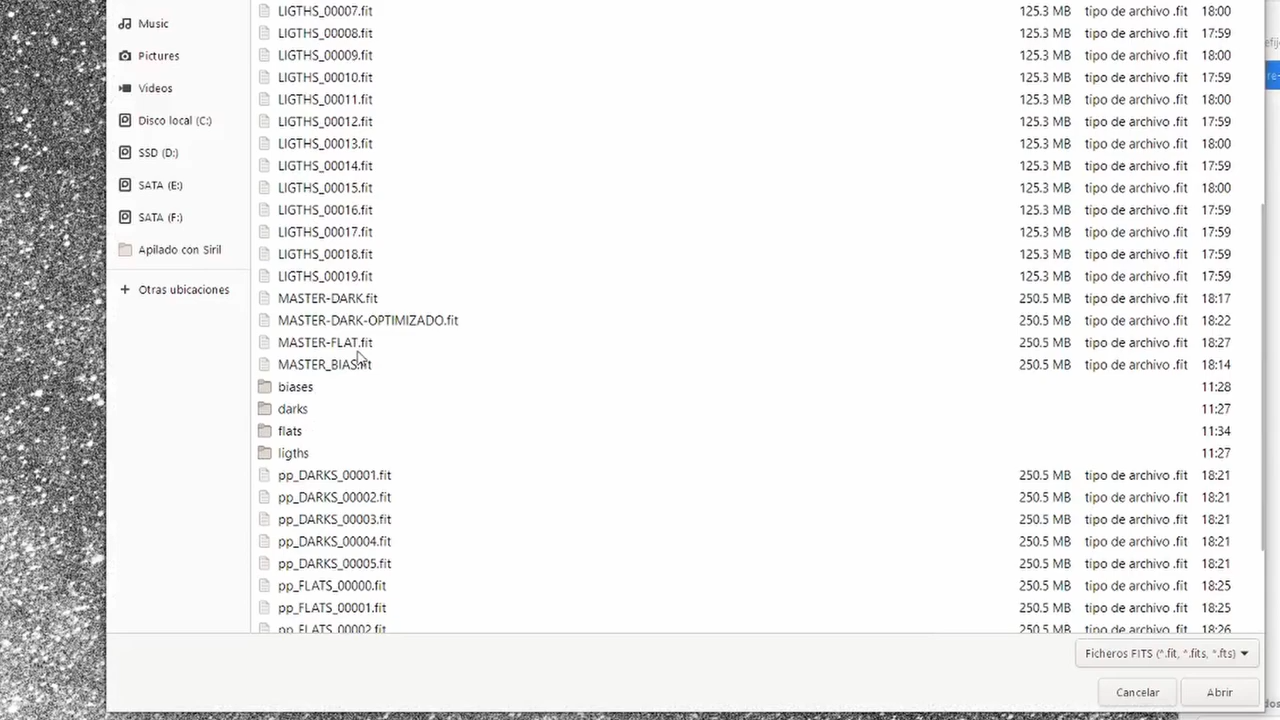 LIGTHS_00007.fit 125.3 MB tipo de archivo .fit 18:00
Music
LIGTHS_00008.fit 125.3 MB tipo de archivo .fit 17:59
Pictures
LIGTHS_00009.fit 125.3 MB tipo de archivo .fit 18:00
LIGTHS_00010.fit 125.3 MB tipo de archivo .fit 17:59
Videos
LIGTHS_00011.fit 125.3 MB tipo de archivo .fit 18:00
Disco local (C:)
LIGTHS_00012.fit 125.3 MB tipo de archivo .fit 17:59
LIGTHS_00013.fit 125.3 MB tipo de archivo .fit 18:00
SSD (D:)
LIGTHS_00014.fit 125.3 MB tipo de archivo .fit 17:59
SATA (E:)
LIGTHS_00015.fit 125.3 MB tipo de archivo .fit 18:00
LIGTHS_00016.fit 125.3 MB tipo de archivo .fit 17:59
SATA (F:)
LIGTHS_00017.fit 125.3 MB tipo de archivo .fit 17:59
Apilado con Siril
LIGTHS_00018.fit 125.3 MB tipo de archivo .fit 17:59
LIGTHS_00019.fit 125.3 MB tipo de archivo .fit 17:59
Otras ubicaciones
MASTER-DARK.fit 250.5 MB tipo de archivo .fit 18:17
MASTER-DARK-OPTIMIZADO.fit 250.5 MB tipo de archivo .fit 18:22
MASTER-FLAT.fit 250.5 MB tipo de archivo .fit 18:27
MASTER_BIAS.fit 250.5 MB tipo de archivo .fit 18:14
biases 11:28
darks 11:27
flats 11:34
ligths 11:27
pp_DARKS_00001.fit 250.5 MB tipo de archivo .fit 18:21
pp_DARKS_00002.fit 250.5 MB tipo de archivo .fit 18:21
pp_DARKS_00003.fit 250.5 MB tipo de archivo .fit 18:21
pp_DARKS_00004.fit 250.5 MB tipo de archivo .fit 18:21
pp_DARKS_00005.fit 250.5 MB tipo de archivo .fit 18:21
pp_FLATS_00000.fit 250.5 MB tipo de archivo .fit 18:25
pp_FLATS_00001.fit 250.5 MB tipo de archivo .fit 18:25
pp_FLATS_00002.fit 250.5 MB tipo de archivo .fit 18:26
Ficheros FITS (*.fit, *.fits, *.fts)
Cancelar Abrir